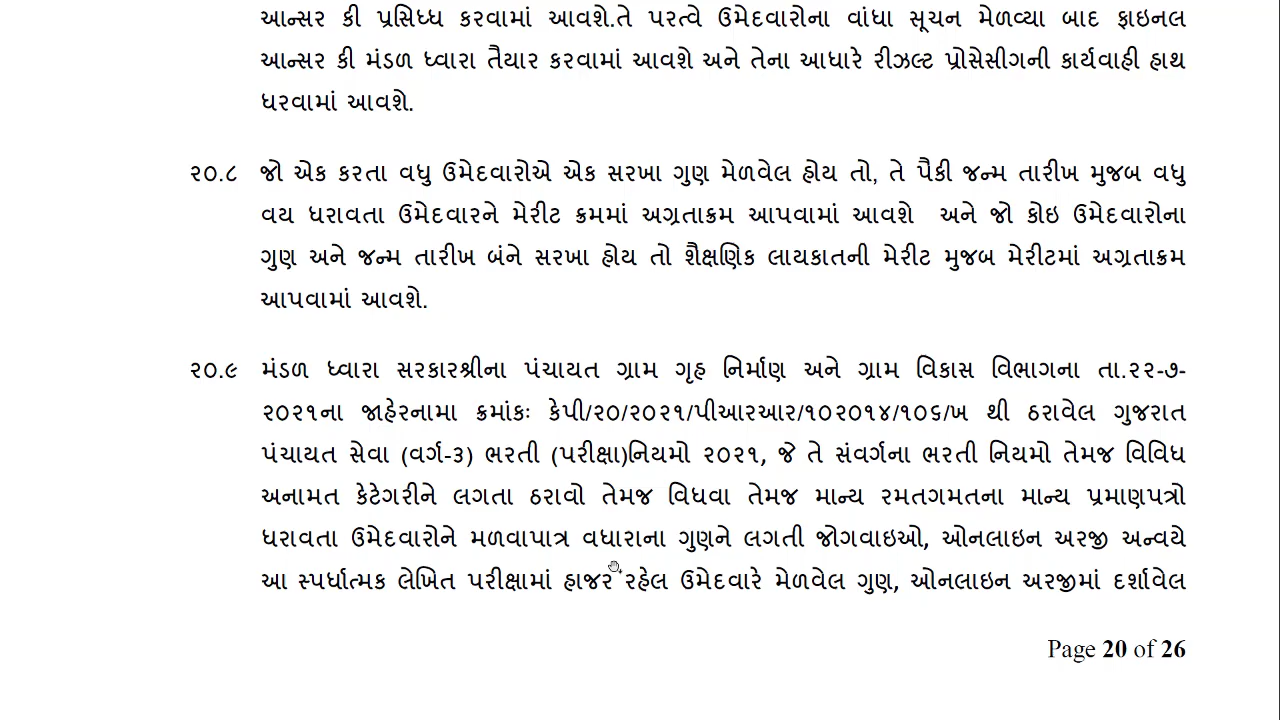 આન્સર કી પ્રસિધ્ધ કરવામાં આવશે.તે પરત્વે ઉમેદવારોના વાંધા સૂચન મેળવ્યા બાદ ફાઇનલ
આન્સર કી મંડળ ધ્વારા તૈયાર કરવામાં આવશે અને તેના આધારે રીઝલ્ટ પ્રોસેસીગની કાર્યવાહી હાથ
ધરવામાં આવશે.
૨૦.૮ જો એક કરતા વધુ ઉમેદવારોએ એક સરખા ગુણ મેળવેલ હોય તો, તે પૈકી જન્મ તારીખ મુજબ વધુ
વય ધરાવતા ઉમેદવારને મેરીટ ક્રમમાં અગ્રતાક્રમ આપવામાં આવશે અને જો કોઇ ઉમેદવારોના
ગુણ અને જન્મ તારીખ બંને સરખા હોય તો શૈક્ષણિક લાયકાતની મેરીટ મુજબ મેરીટમાં અગ્રતાક્રમ
આપવામાં આવશે.
૨૦.૯ મંડળ ધ્વારા સરકારશ્રીના પંચાયત ગ્રામ ગૃહ નિર્માણ અને ગ્રામ વિકાસ વિભાગના તા.૨૨-૭-
૨૦૨૧ના જાહેરનામા ક્રમાંકઃ કેપી/૨૦/૨૦૨૧/પીઆરઆર/૧૦૨૦૧૪/૧૦૬/ખ થી ઠરાવેલ ગુજરાત
પંચાયત સેવા (વર્ગ-૩) ભરતી (પરીક્ષા)નિયમો ૨૦૨૧, જે તે સંવર્ગના ભરતી નિયમો તેમજ વિવિધ
અનામત કેટેગરીને લગતા ઠરાવો તેમજ વિધવા તેમજ માન્ય રમતગમતના માન્ય પ્રમાણપત્રો
ધરાવતા ઉમેદવારોને મળવાપાત્ર વધારાના ગુણને લગતી જોગવાઇઓ, ઓનલાઇન અરજી અન્વયે
આ સ્પર્ધાત્મક લેખિત પરીક્ષામાં હાજર રહેલ ઉમેદવારે મેળવેલ ગુણ, ઓનલાઇન અરજીમાં દર્શાવેલ
Page 20 of 26